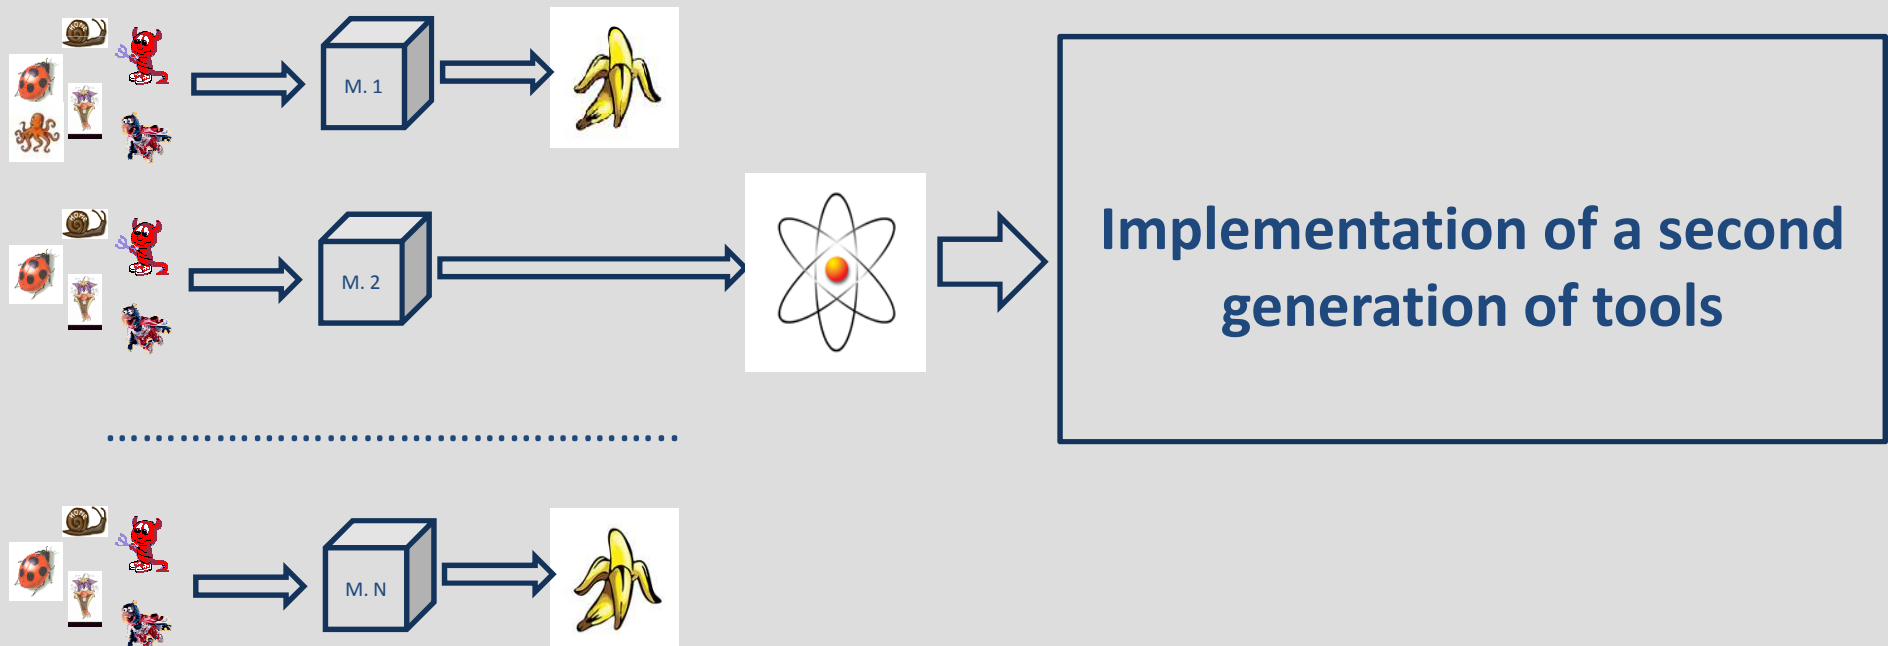 M. 1
M. 2
Implementation of a second
generation of tools
M. N